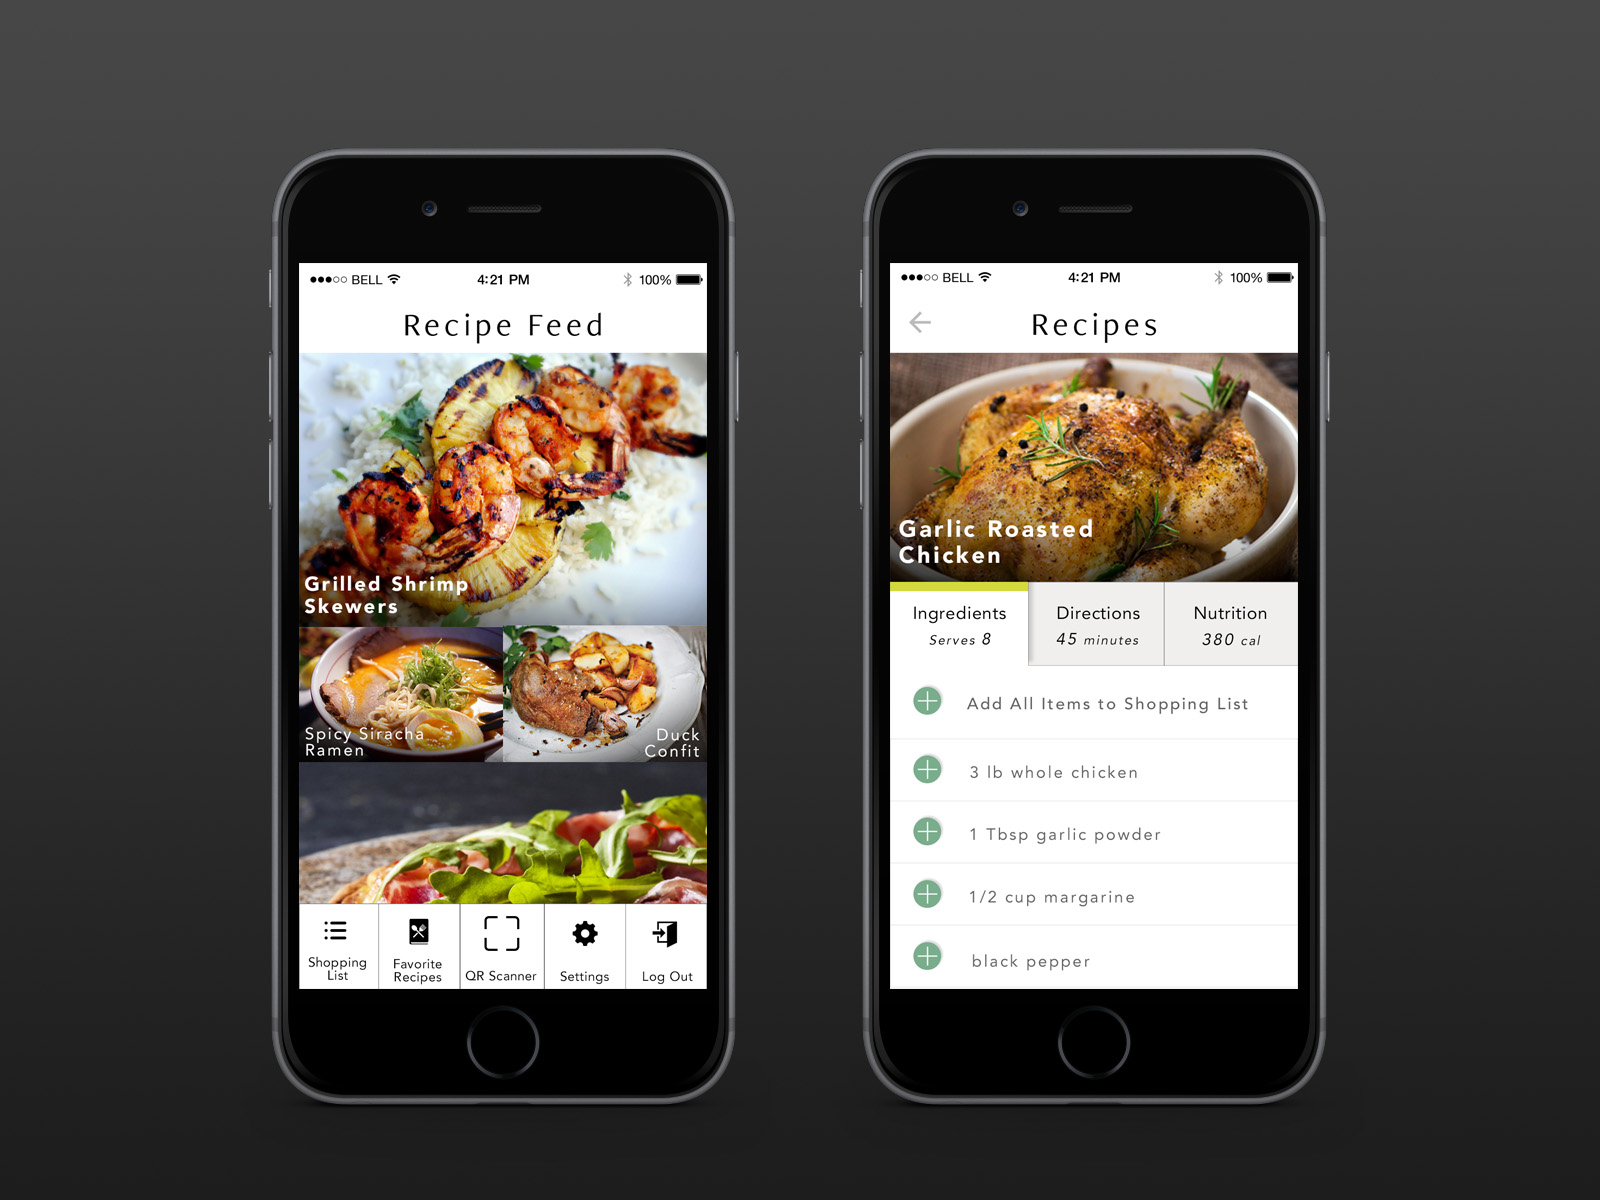 BELL 4:21 PM 100%
Recipe Feed
Grilled Shrimp
Skewers
Spicy Siracha
Ramen
Duck
Confit
Shopping
List
Favorite
Recipes
QR Scanner
Settings
Log Out
BELL 4:21 PM 100%
Recipes
Garlic Roasted
Chicken
Ingredients
Serves 8
Directions
45 minutes
Nutrition
380 cal
Add All Items to Shopping List
3 lb whole chicken
1 Tbsp garlic powder
1/2 cup margarine
black pepper